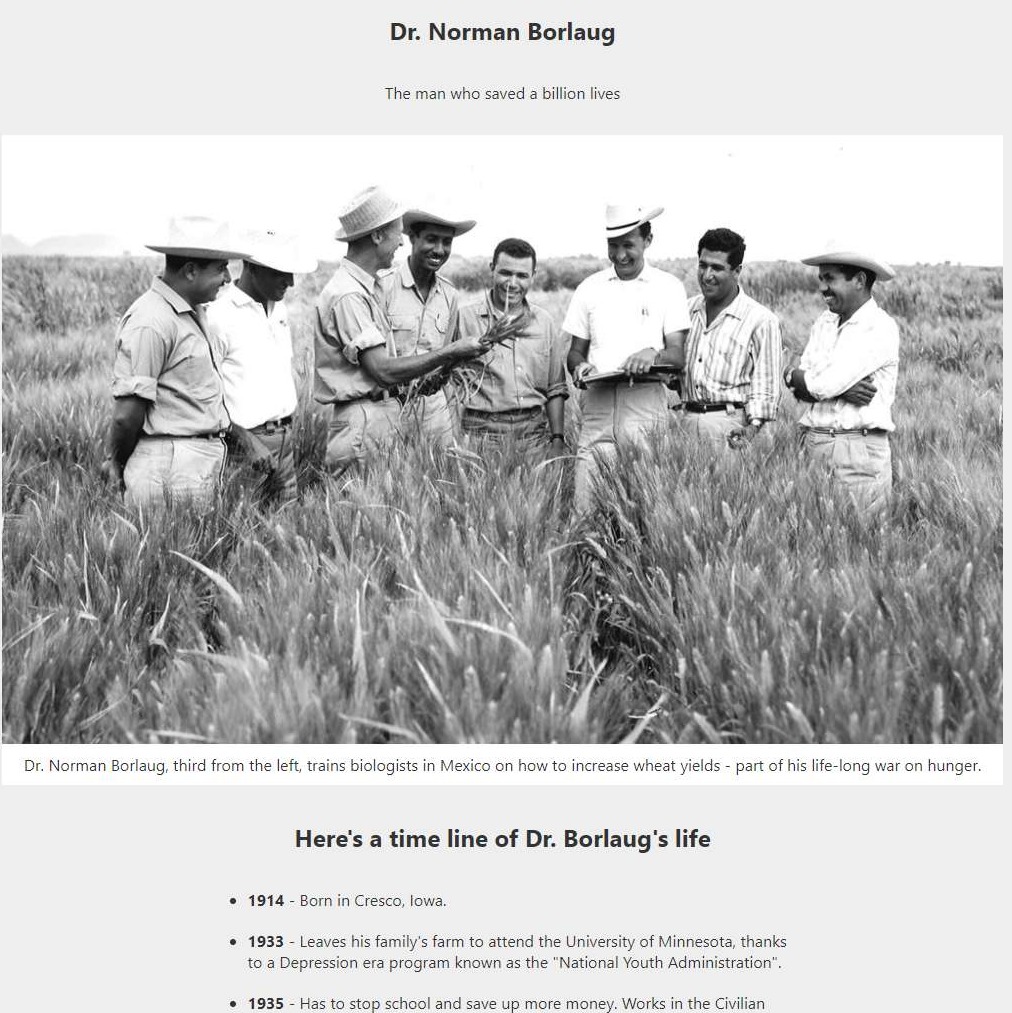 Dr. Norman Borlaug
The man who saved a billion lives
Dr. Norman Borlaug, third from the left, trains biologists in Mexico on how to increase wheat yields - part of his life-long war on hunger.
Here's a time line of Dr. Borlaug's life
• 1914 - Born in Cresco, Iowa.
• 1933 - Leaves his family's farm to attend the University of Minnesota, thanks
to a Depression era program known as the "National Youth Administration".
• 1935 - Has to stop school and save up more money. Works in the Civilian